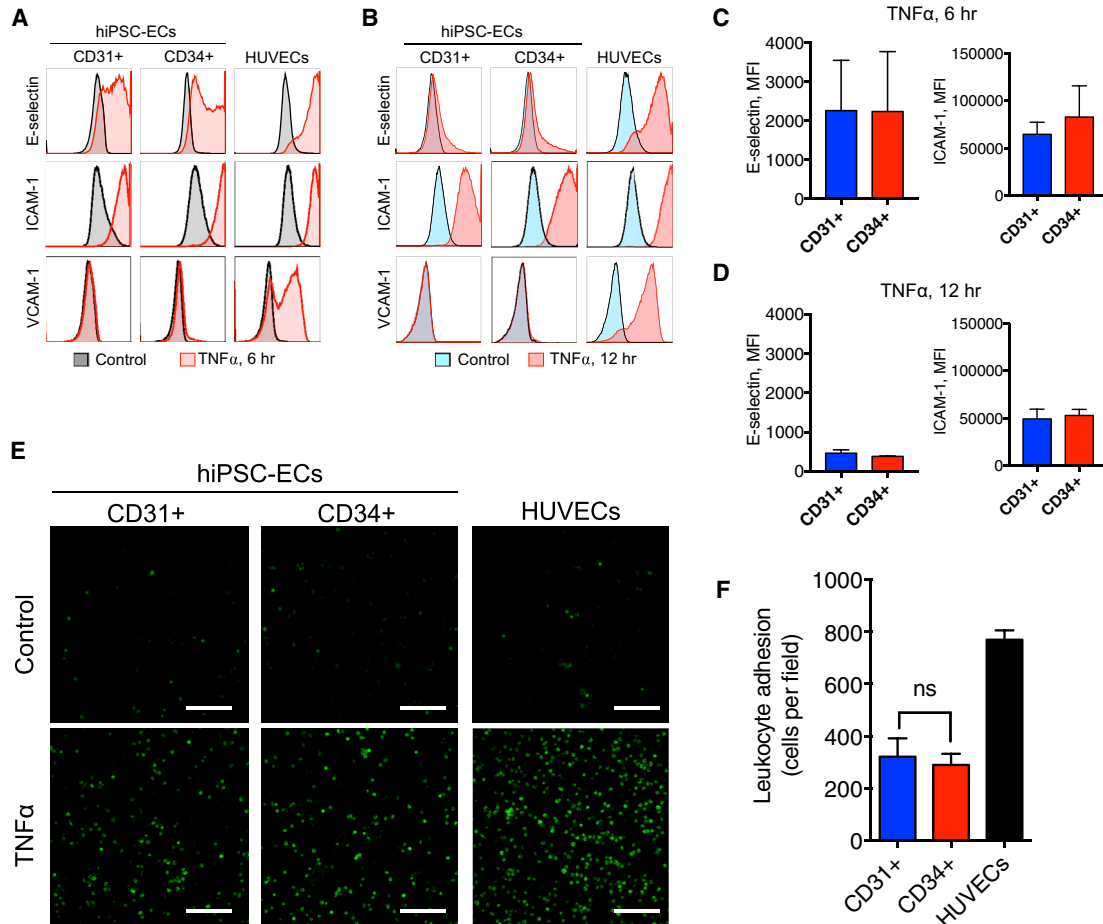 A
hiPSC-ECs
CD31+ CD34+ HUVECs
E-selectin
ICAM-1
VCAM-1
Control TNFα, 6 hr
B
hiPSC-ECs
CD31+ CD34+ HUVECs
E-selectin
ICAM-1
VCAM-1
Control TNFα, 12 hr
C
TNFα, 6 hr
E-selectin, MFI
4000
3000
2000
1000
0
CD31+ CD34+
ICAM-1, MFI
150000
100000
50000
0
CD31+ CD34+
D
TNFα, 12 hr
E-selectin, MFI
4000
3000
2000
1000
0
CD31+ CD34+
ICAM-1, MFI
150000
100000
50000
0
CD31+ CD34+
E
hiPSC-ECs
CD31+ CD34+ HUVECs
Control
TNFα
F
Leukocyte adhesion
(cells per field)
1000
800
600
400
200
0
ns
CD31+ CD34+ HUVECs